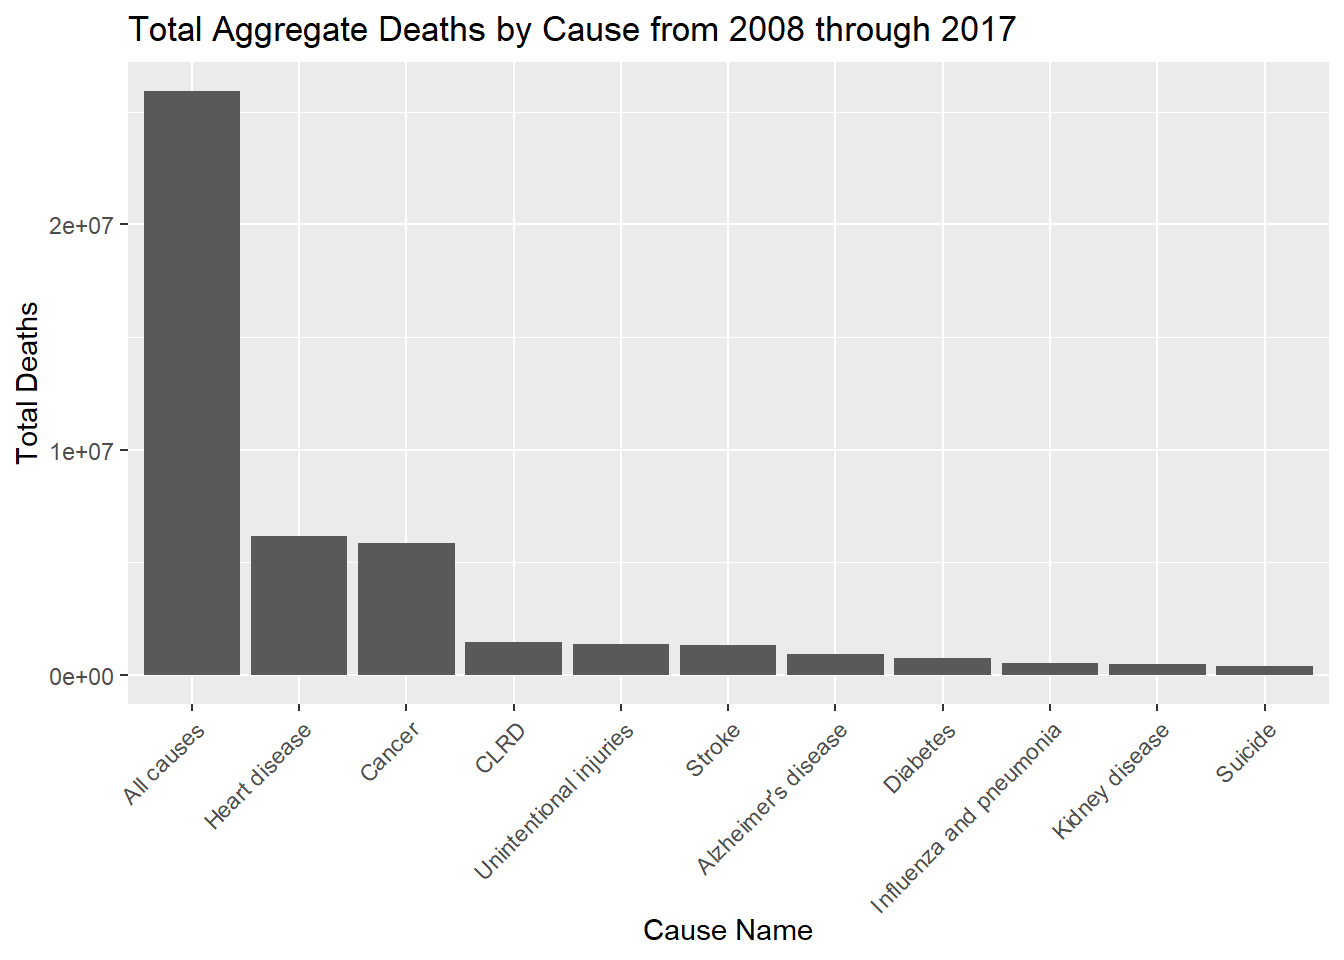 Total Aggregate Deaths by Cause from 2008 through 2017
Total Deaths
2e+07
1e+07
0e+00
All causes
Heart disease
Cancer
CLRD
Unintentional injuries
Stroke
Alzheimer's disease
Diabetes
Influenza and pneumonia
Kidney disease
Suicide
Cause Name